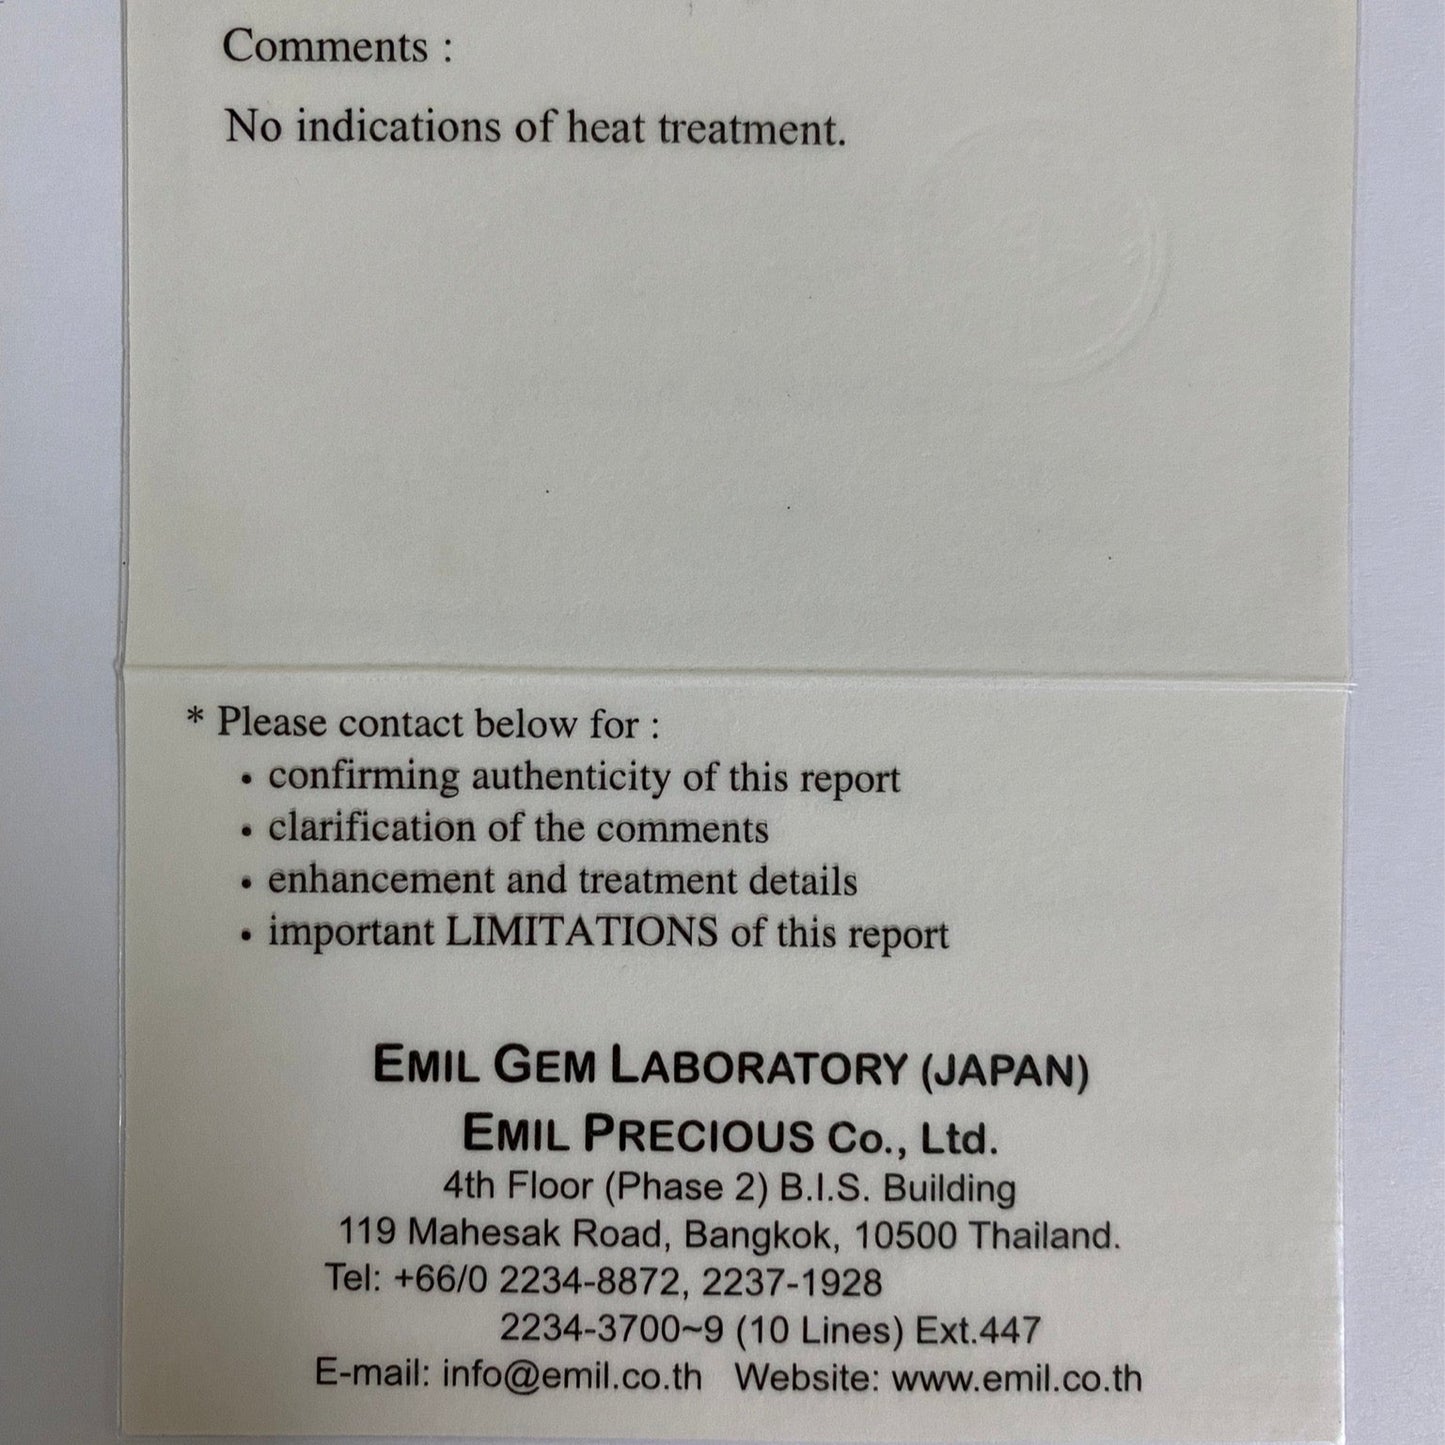 Comments :
No indications of heat treatment.
* Please contact below for :
• confirming authenticity of this report
• clarification of the comments
• enhancement and treatment details
• important LIMITATIONS of this report
EMIL GEM LABORATORY (JAPAN)
EMIL PRECIOUS Co., Ltd.
4th Floor (Phase 2) B.I.S. Building
119 Mahesak Road, Bangkok, 10500 Thailand.
Tel: +66/0 2234-8872, 2237-1928
2234-3700~9 (10 Lines) Ext.447
E-mail: info@emil.co.th Website: www.emil.co.th